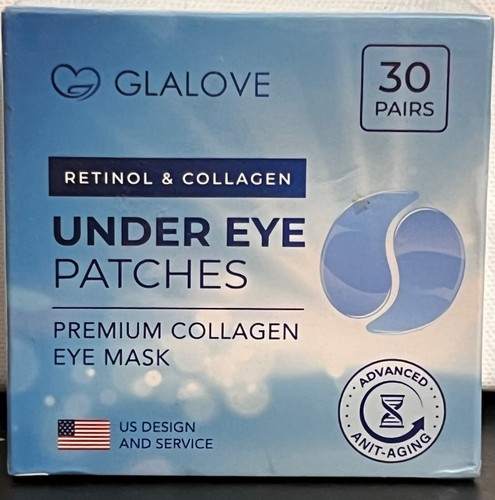 GLALOVE
30
PAIRS
RETINOL & COLLAGEN
UNDER EYE
PATCHES
PREMIUM COLLAGEN
EYE MASK
US DESIGN
AND SERVICE
ADVANCED
ANIT-AGING